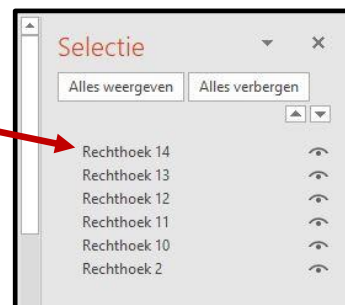 Selectie
Alles weergeven Alles verbergen
Rechthoek 14
Rechthoek 13
Rechthoek 12
Rechthoek 11
Rechthoek 10
Rechthoek 2